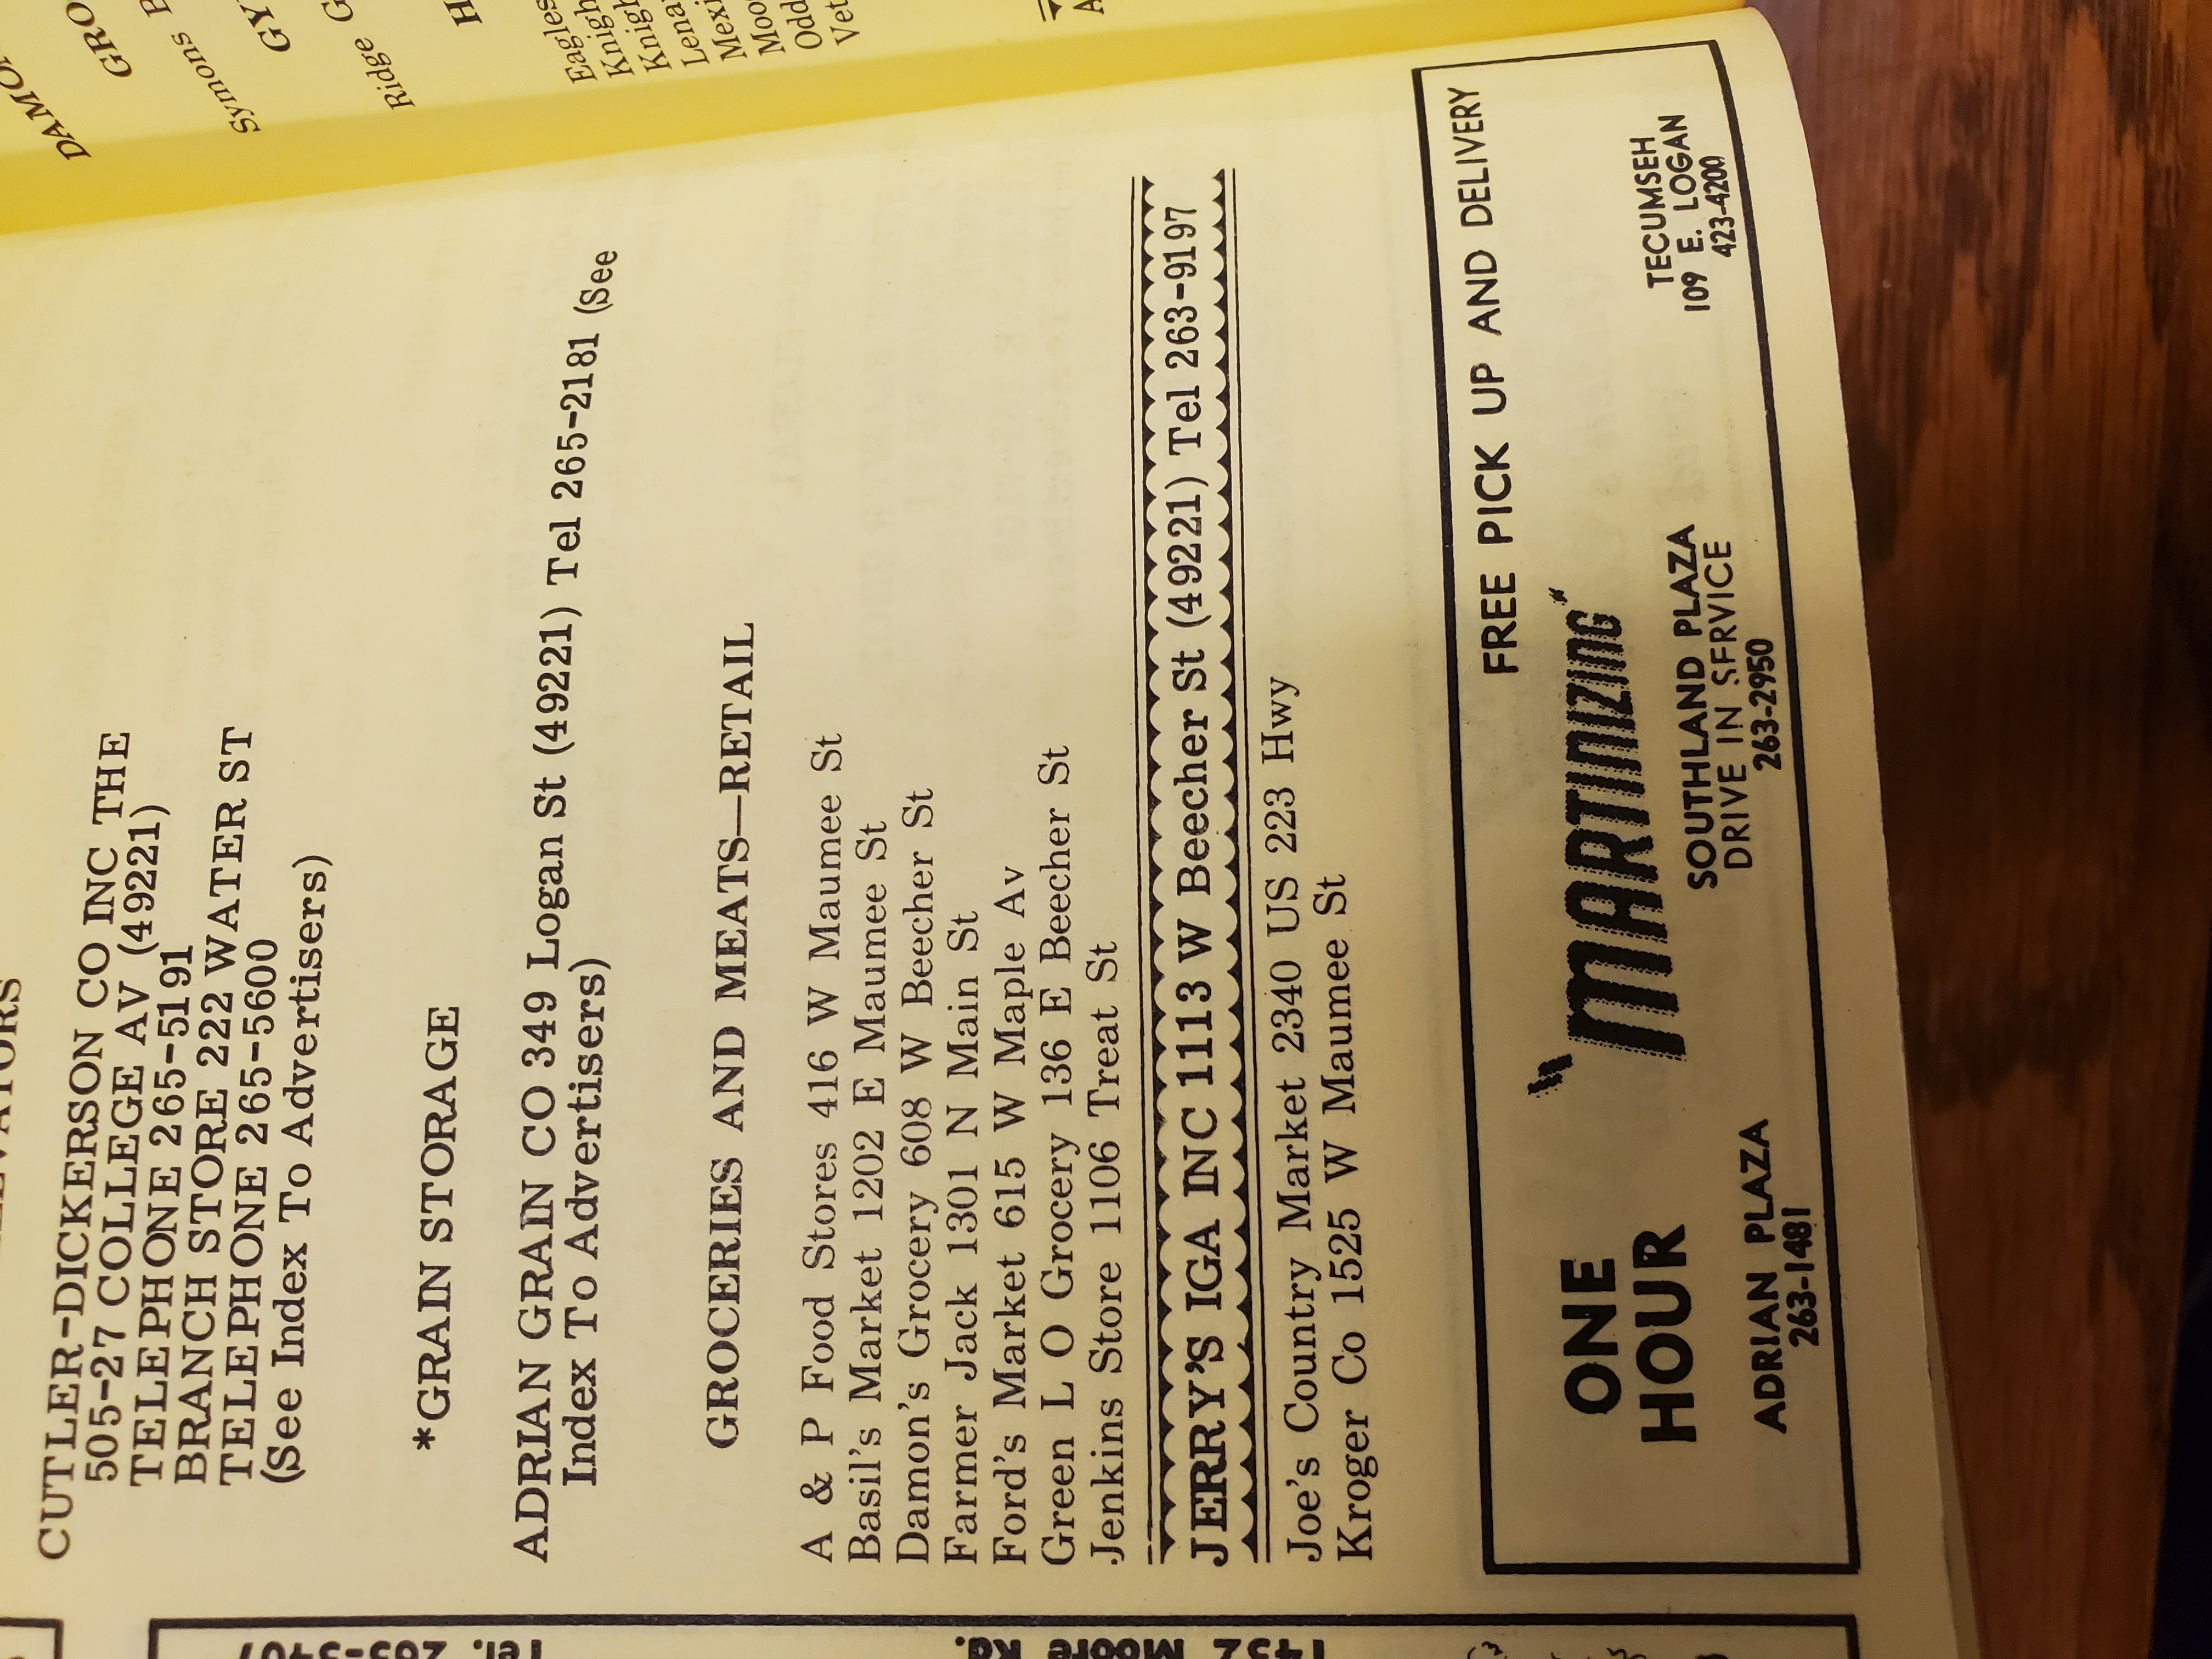 CUTLER-DICKERSON CO INC THE
505-27 COLLEGE AV (49221)
TELEPHONE 265-5191
BRANCH STORE 222 WATER ST
TELEPHONE 265-5600
(See Index To Advertisers)
*GRAIN STORAGE
ADRIAN GRAIN CO 349 Logan St (49221) Tel 265-2181 (See
Index To Advertisers)
GROCERIES AND MEATS—RETAIL
A & P Food Stores 416 W Maumee St
Basil's Market 1202 E Maumee St
Damon's Grocery 608 W Beecher St
Farmer Jack 1301 N Main St
Ford's Market 615 W Maple Av
Green L O Grocery 136 E Beecher St
Jenkins Store 1106 Treat St
JERRY'S IGA INC 1113 W Beecher St (49221) Tel 263-9197
Joe's Country Market 2340 US 223 Hwy
Kroger Co 1525 W Maumee St
FREE PICK UP AND DELIVERY
ONE
HOUR
"MARTINIZING"
ADRIAN PLAZA
263-1481
SOUTHLAND PLAZA
DRIVE IN SERVICE
263-2950
TECUMSEH
109 E. LOGAN
423-4200
Symons
Ridge
Eagles